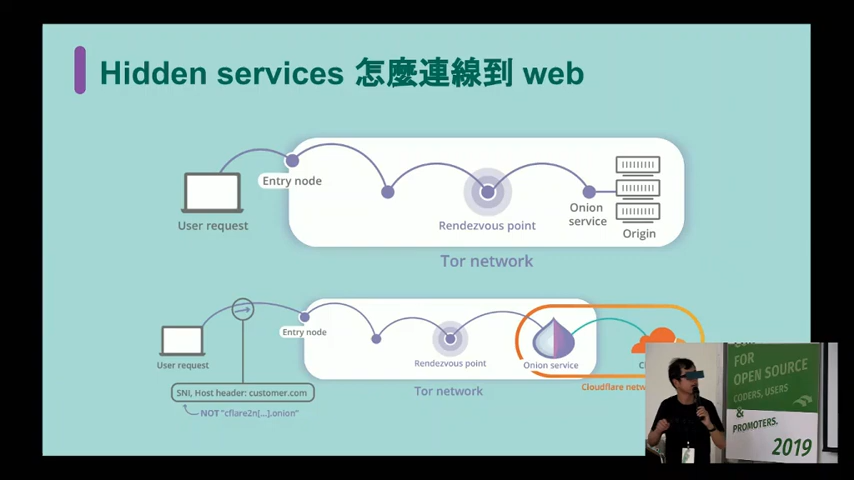 Hidden services 怎麼連線到 web
User request
Entry node
Rendezvous point
Onion
service
Origin
Tor network
User request
Entry node
Rendezvous point
Onion service
Tor network
Cloudflare
SNI, Host header: customer.com
NOT "cflare2n[...].onion"
FOR
OPEN SOURCE
CODERS, USERS
&
PROMOTERS.
2019